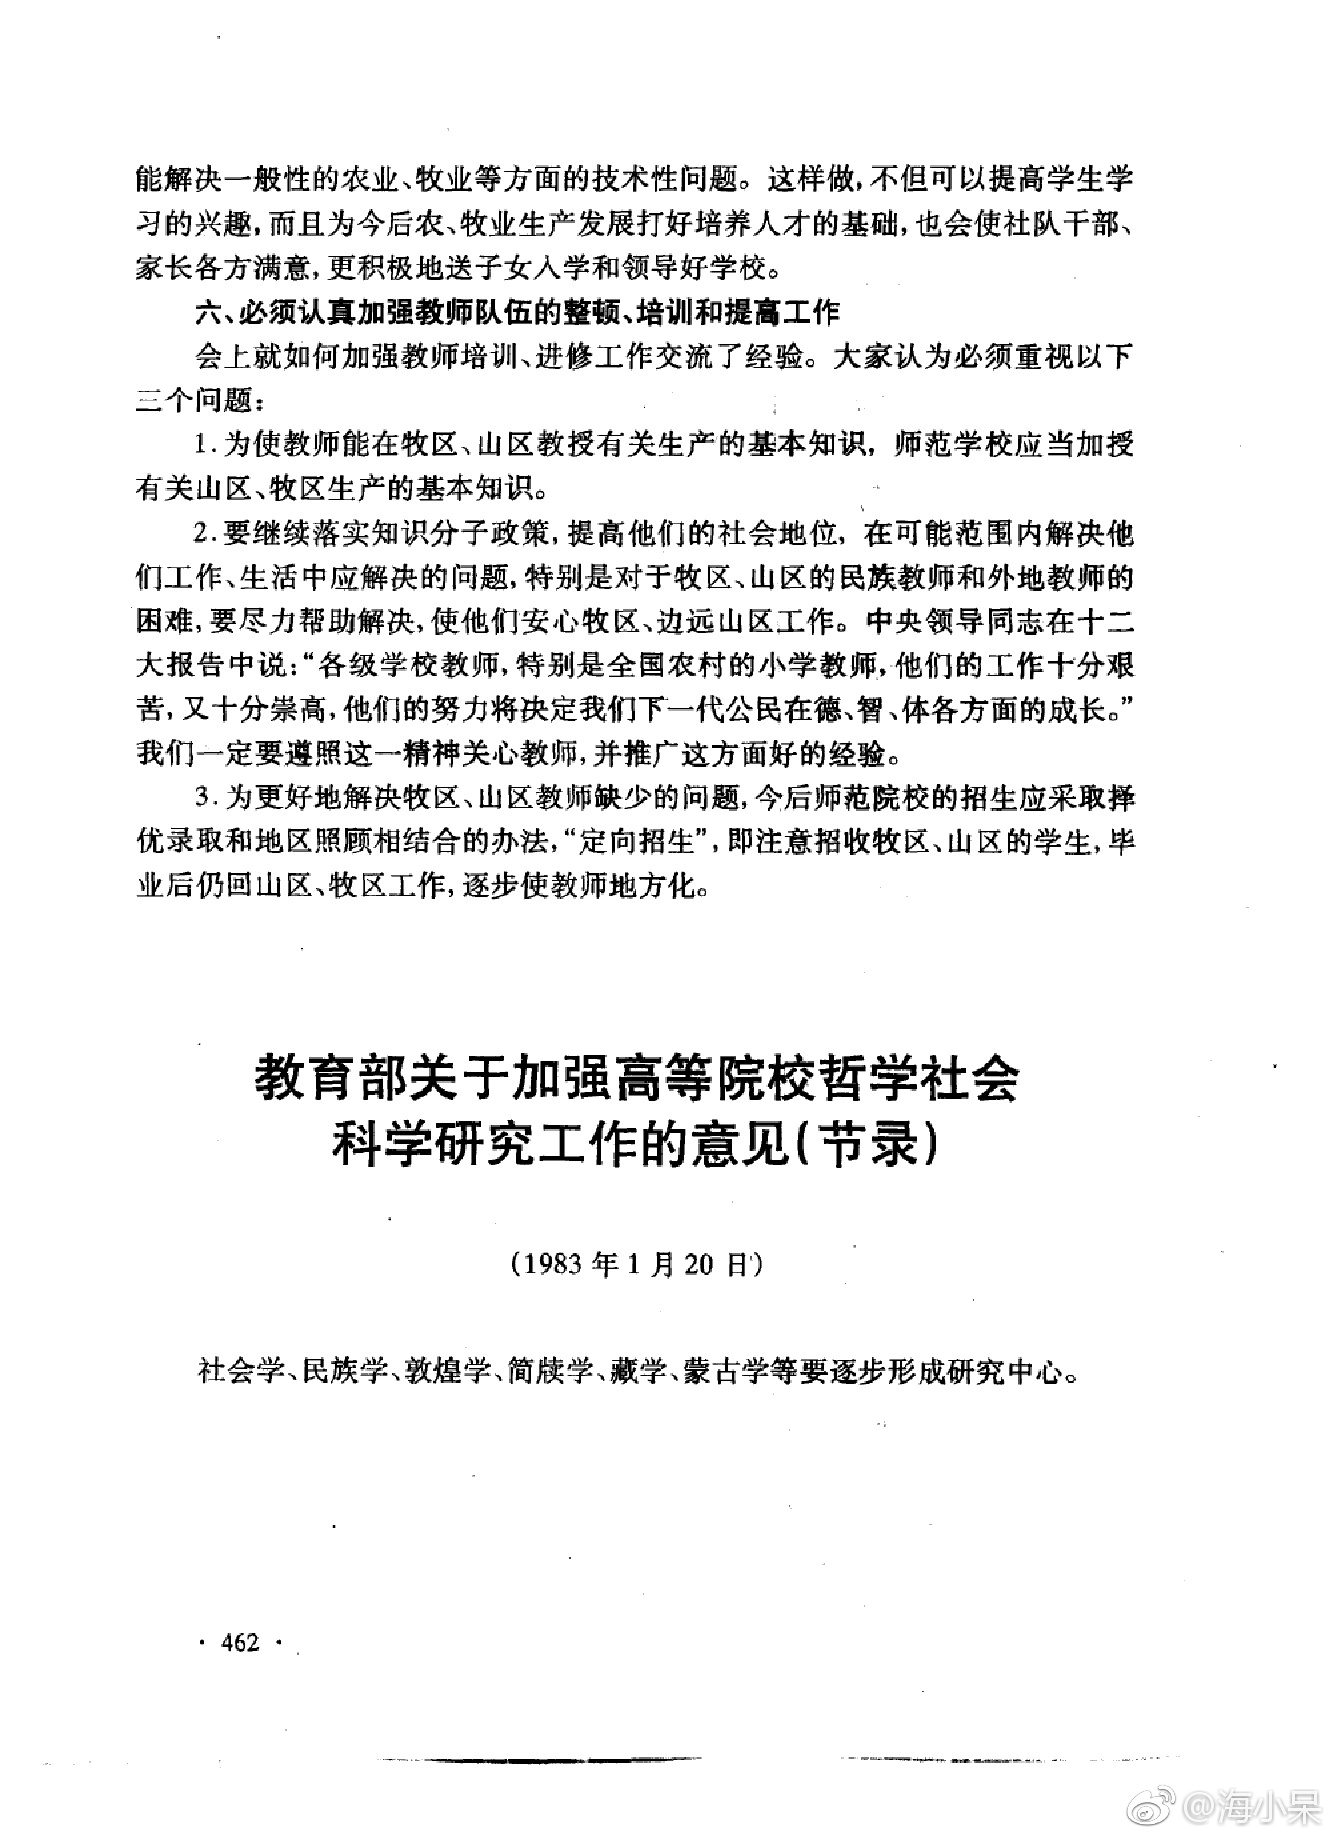 能解决一般性的农业、牧业等方面的技术性问题。这样做,不但可以提高学生学
习的兴趣,而且为今后农、牧业生产发展打好培养人才的基础,也会使社队干部、
家长各方满意,更积极地送子女入学和领导好学校。
六、必须认真加强教师队伍的整顿、培训和提高工作
会上就如何加强教师培训、进修工作交流了经验。大家认为必须重视以下
三个问题:
1.为使教师能在牧区、山区教授有关生产的基本知识,师范学校应当加授
有关山区、牧区生产的基本知识。
2.要继续落实知识分子政策,提高他们的社会地位,在可能范围内解决他
们工作、生活中应解决的问题,特别是对于牧区、山区的民族教师和外地教师的
困难,要尽力帮助解决,使他们安心牧区、边远山区工作。中央领导同志在十二
大报告中说:“各级学校教师,特别是全国农村的小学教师,他们的工作十分艰
苦,又十分崇高,他们的努力将决定我们下一代公民在德、智、体各方面的成长。”
我们一定要遵照这一精神关心教师,并推广这方面好的经验。
3.为更好地解决牧区、山区教师缺少的问题,今后师范院校的招生应采取择
优录取和地区照顾相结合的办法,“定向招生”,即注意招收牧区、山区的学生,毕
业后仍回山区、牧区工作,逐步使教师地方化。
教育部关于加强高等院校哲学社会
科学研究工作的意见(节录)
(1983年1月20日)
社会学、民族学、敦煌学、简牍学、藏学、蒙古学等要逐步形成研究中心。
·462·
@海小呆